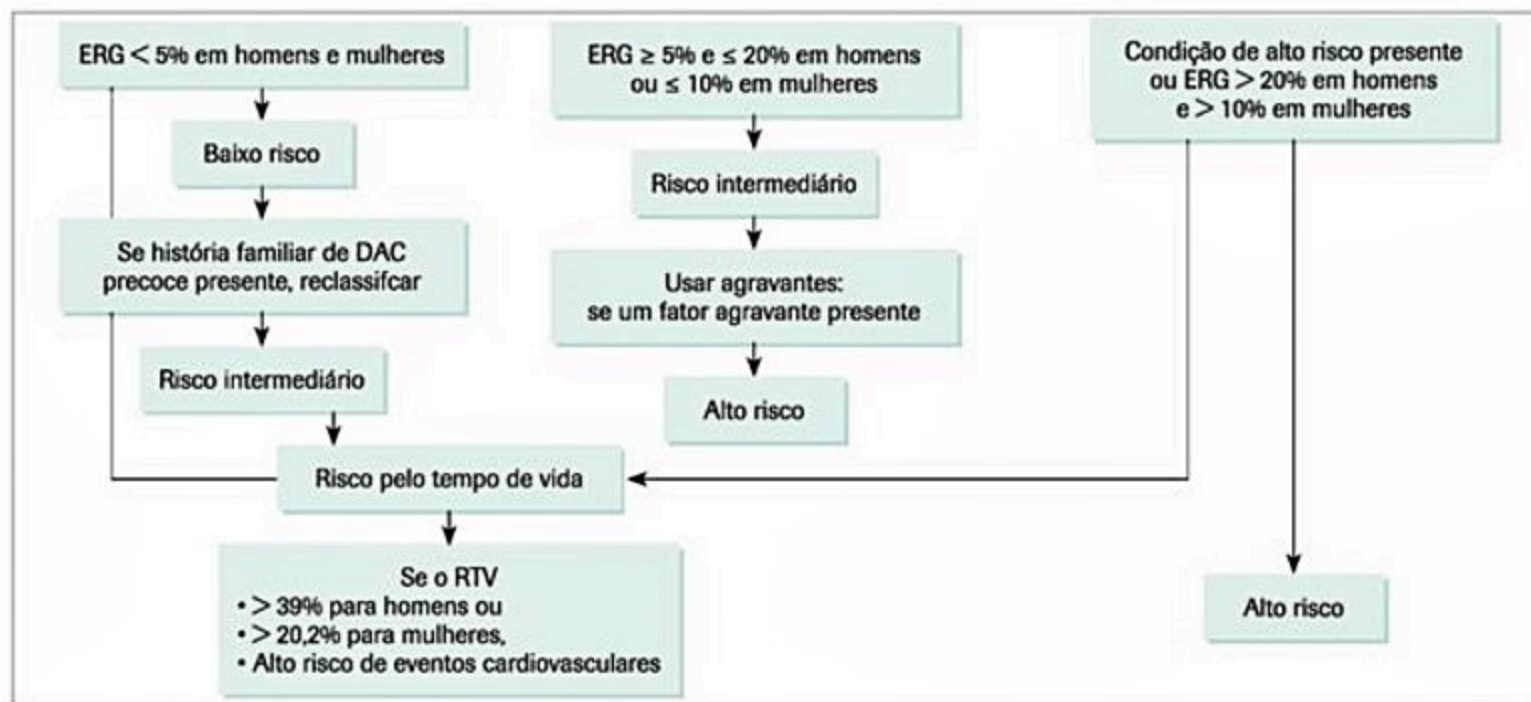 ERG < 5% em homens e mulheres
Baixo risco
Se história familiar de DAC
precoce presente, reclassifcar
Risco intermediário
ERG ≥ 5% e ≤ 20% em homens
ou ≤ 10% em mulheres
Risco intermediário
Usar agravantes:
se um fator agravante presente
Alto risco
Condição de alto risco presente
ou ERG > 20% em homens
e > 10% em mulheres
Risco pelo tempo de vida
Se o RTV
• > 39% para homens ou
• > 20,2% para mulheres,
• Alto risco de eventos cardiovasculares
Alto risco